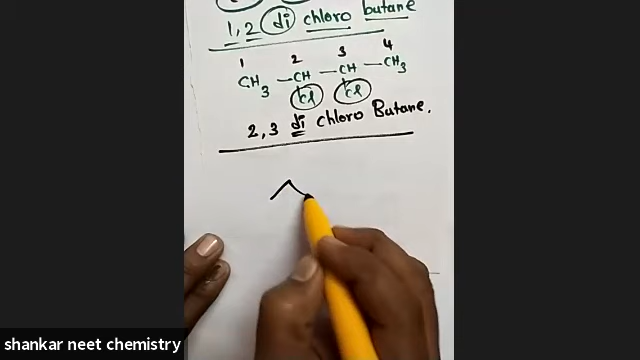 1, 2 di chloro butane
1 2 3 4
CH3 — CH — CH — CH3
Cl Cl
2, 3 di chloro Butane.
shankar neet chemistry